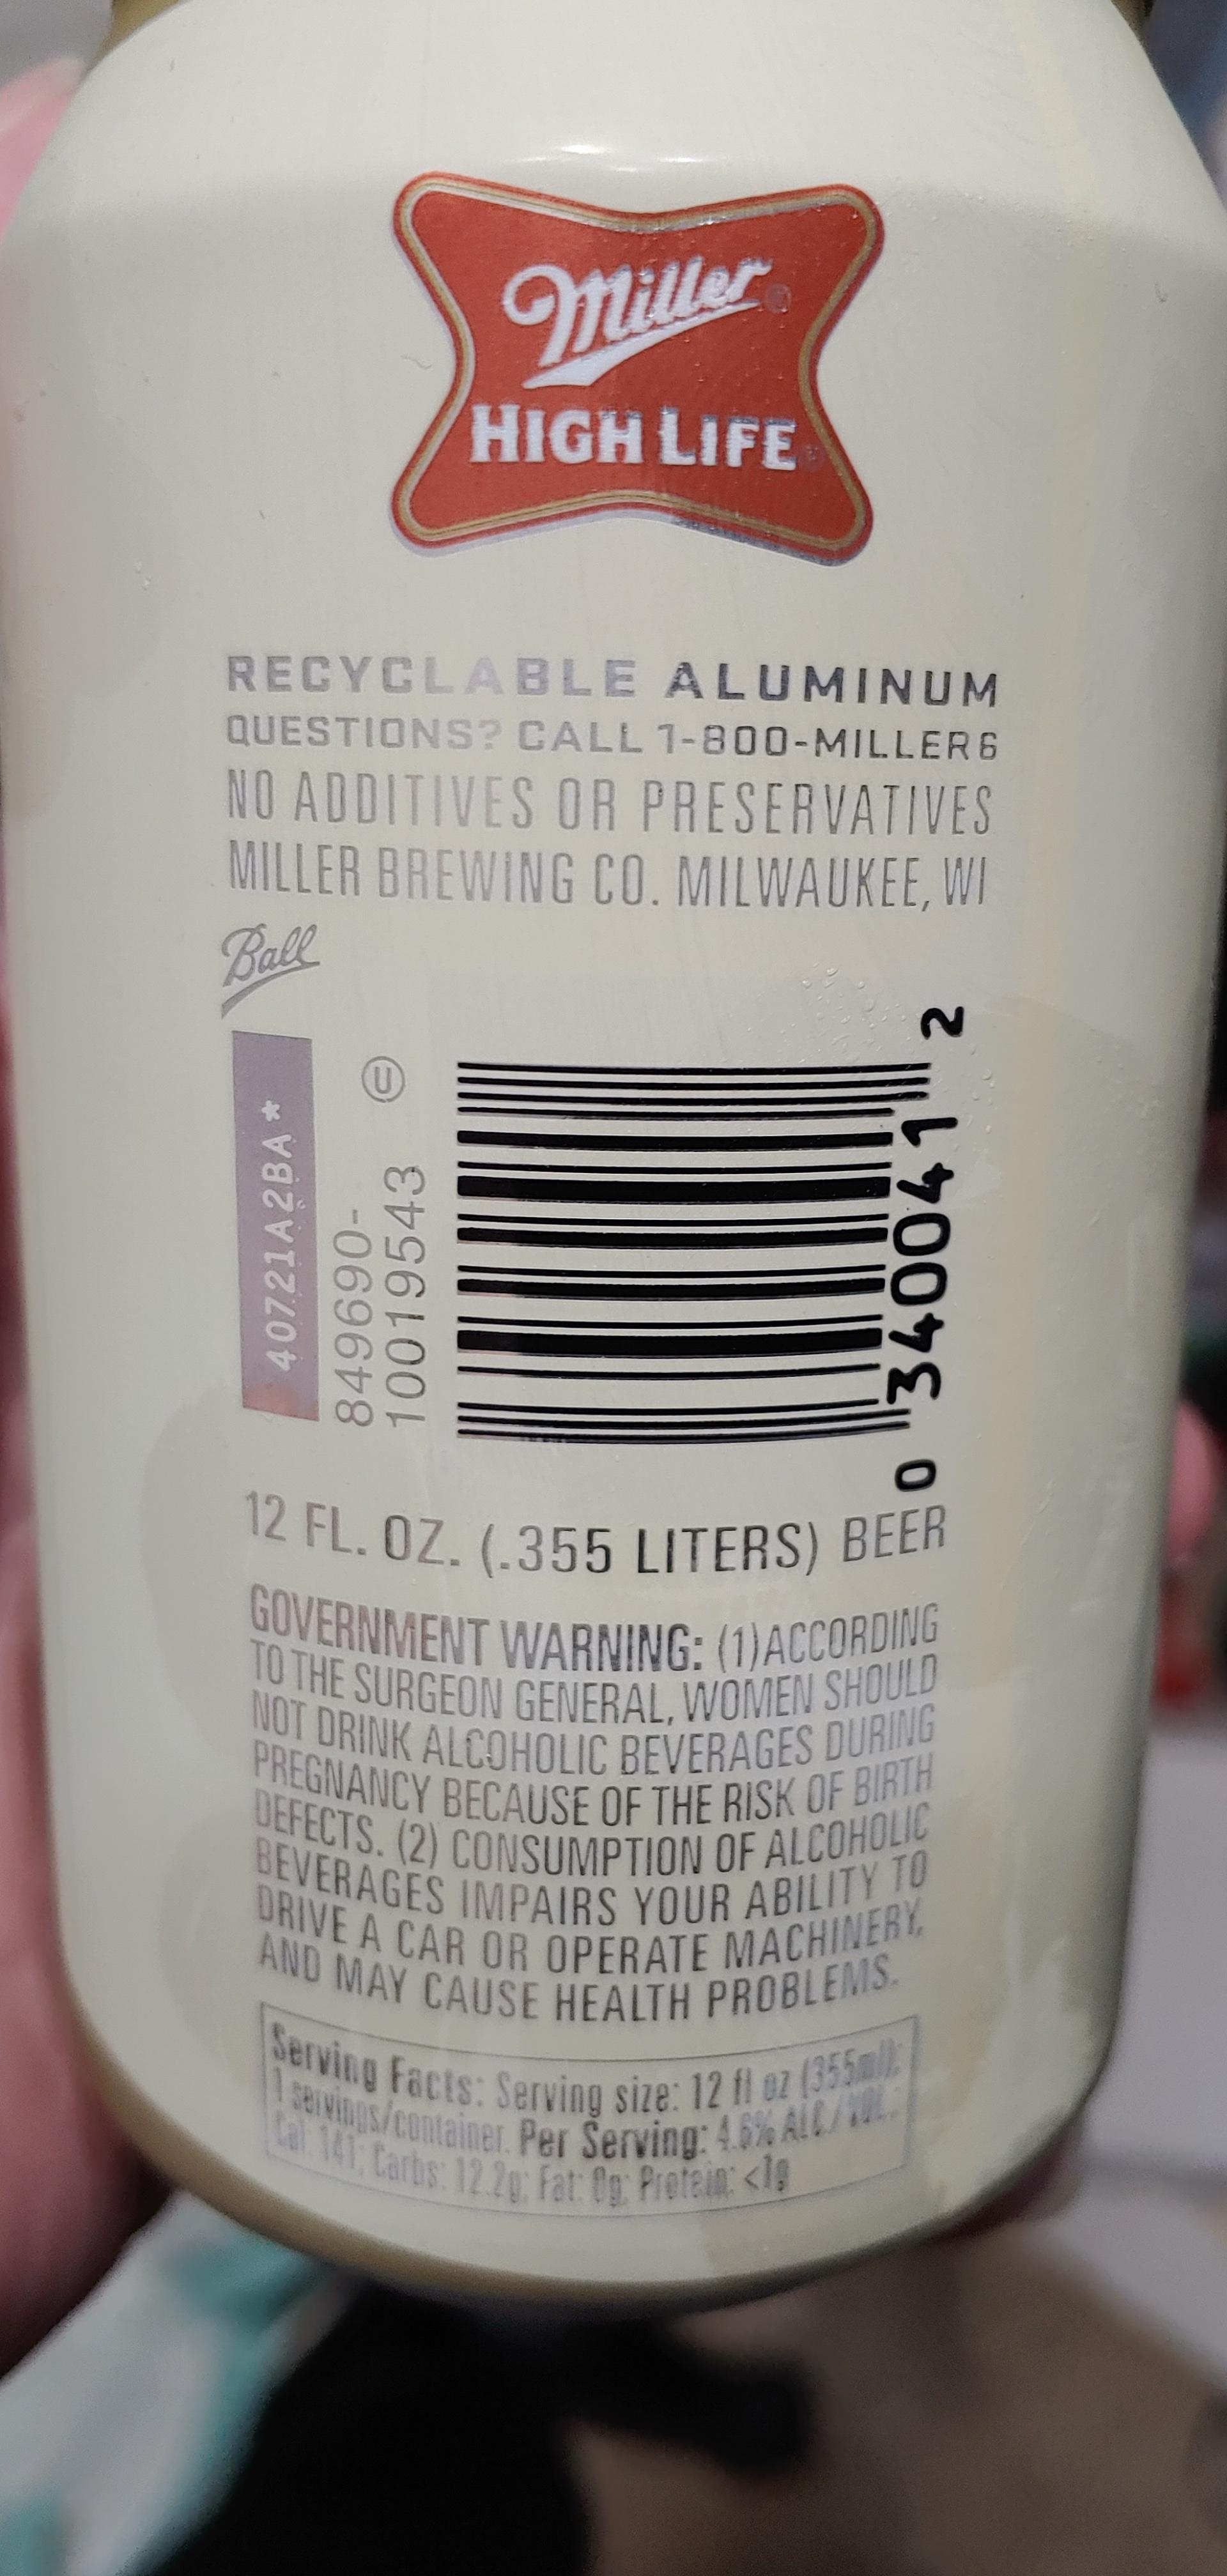 Miller®
HIGH LIFE
RECYCLABLE ALUMINUM
QUESTIONS? CALL 1-800-MILLER6
NO ADDITIVES OR PRESERVATIVES
MILLER BREWING CO. MILWAUKEE, WI
Ball
40721A2BA*
849690-
10019543
U
0 340041 2
12 FL. OZ. (.355 LITERS) BEER
GOVERNMENT WARNING: (1)ACCORDING
TO THE SURGEON GENERAL, WOMEN SHOULD
NOT DRINK ALCOHOLIC BEVERAGES DURING
PREGNANCY BECAUSE OF THE RISK OF BIRTH
DEFECTS. (2) CONSUMPTION OF ALCOHOLIC
BEVERAGES IMPAIRS YOUR ABILITY TO
DRIVE A CAR OR OPERATE MACHINERY,
AND MAY CAUSE HEALTH PROBLEMS.
Serving Facts: Serving size: 12 fl oz (355ml);
1 servings/container. Per Serving: 4.6% ALC/VOL.;
Cal: 141; Carbs: 12.2g; Fat: 0g; Protein: <1g